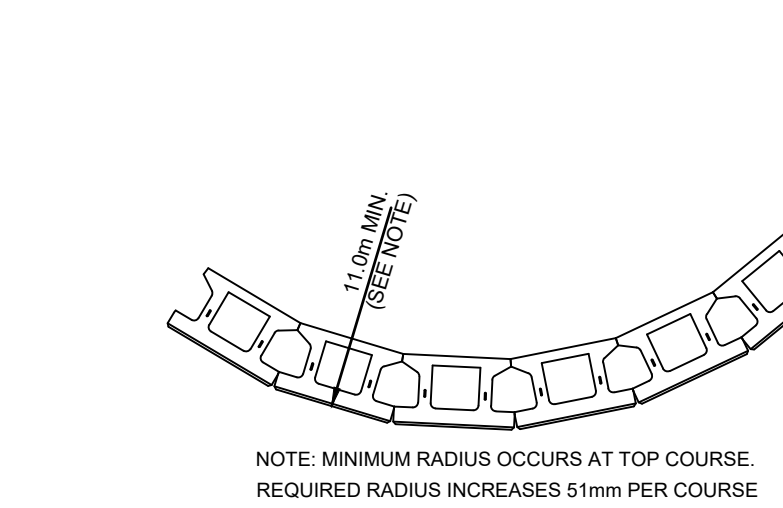 11.0m MIN.
(SEE NOTE)
NOTE: MINIMUM RADIUS OCCURS AT TOP COURSE.
REQUIRED RADIUS INCREASES 51mm PER COURSE